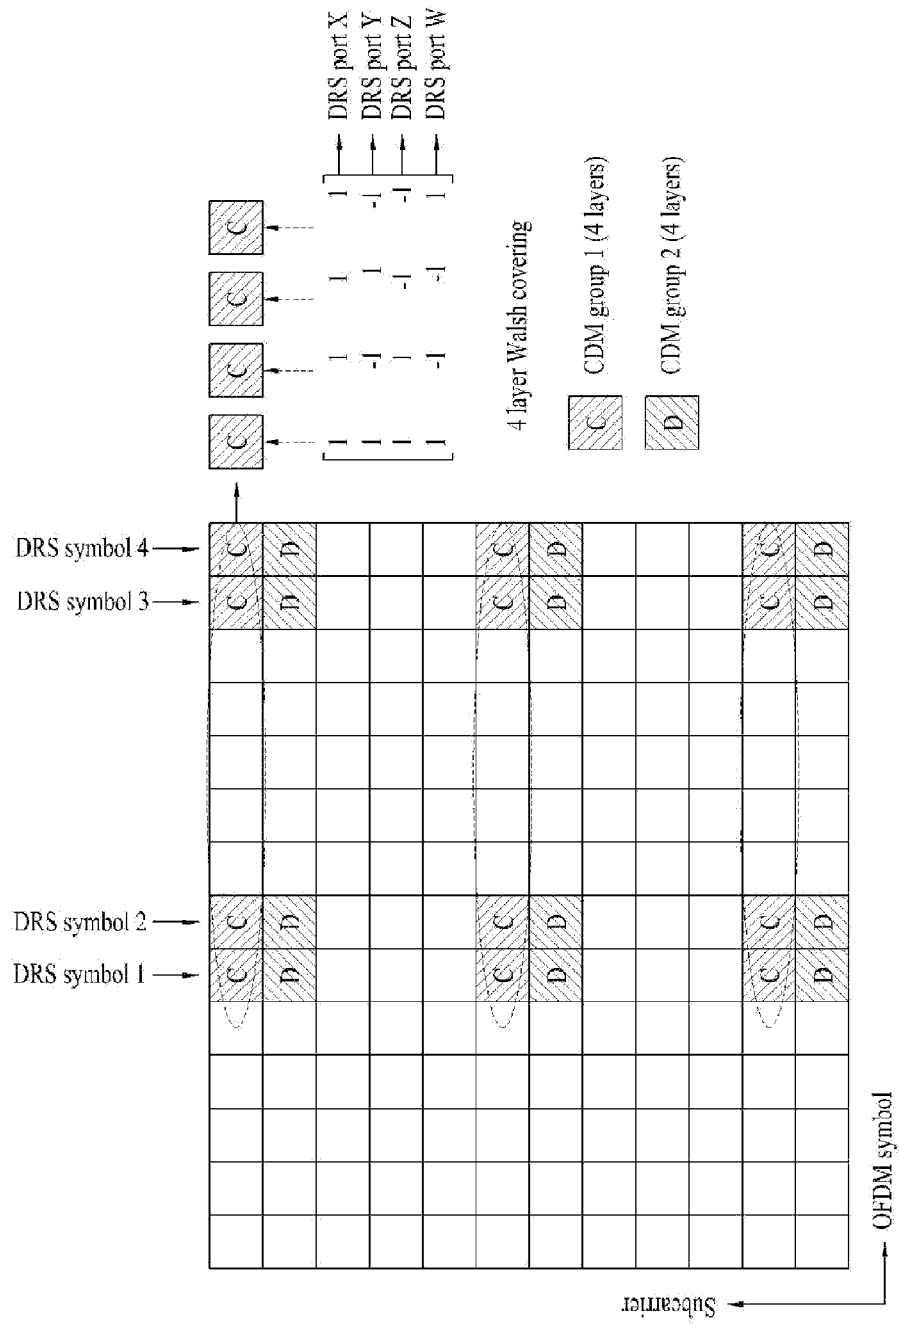 DRS symbol 1
DRS symbol 2
DRS symbol 3
DRS symbol 4
C C C C C C C C
D D D D
1 1 1 1 DRS port X
1 -1 1 -1 DRS port Y
1 1 -1 -1 DRS port Z
1 -1 -1 1 DRS port W
4 layer Walsh covering
C C C C
D D D D
C CDM group 1 (4 layers)
D CDM group 2 (4 layers)
C C C C
D D D D
Subcarrier
OFDM symbol